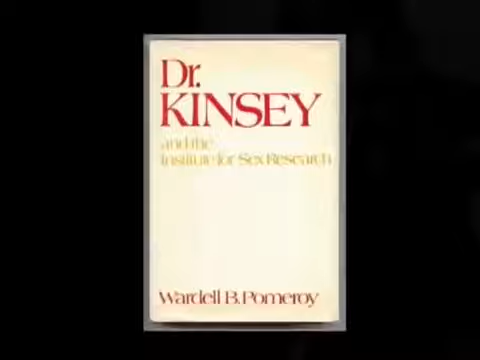 Dr.
KINSEY
and the
Institute for Sex Research
Wardell B. Pomeroy